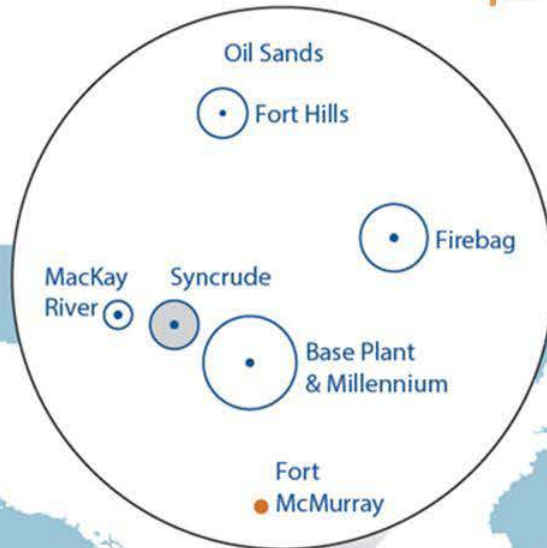 Oil Sands
Fort Hills
Firebag
MacKay
River
Syncrude
Base Plant
& Millennium
Fort
McMurray